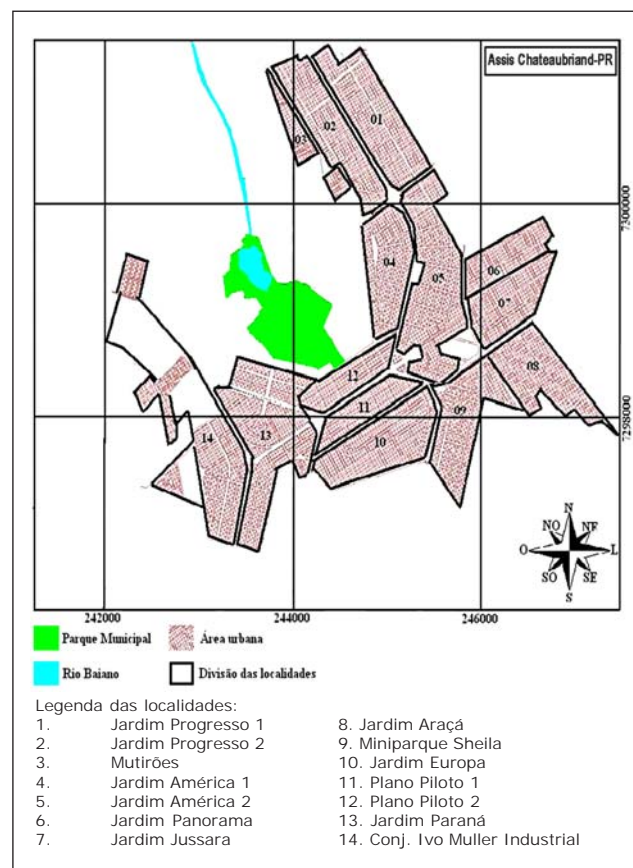 Assis Chateaubriand-PR
01
02
03
7300000
04
05
06
07
08
12
11
09
7298000
13
10
14
N
NO NE
O L
SO SE
S
242000 244000 246000
Parque Municipal Área urbana
Rio Baiano Divisão das localidades
Legenda das localidades:
1. Jardim Progresso 1 8. Jardim Araçá
2. Jardim Progresso 2 9. Miniparque Sheila
3. Mutirões 10. Jardim Europa
4. Jardim América 1 11. Plano Piloto 1
5. Jardim América 2 12. Plano Piloto 2
6. Jardim Panorama 13. Jardim Paraná
7. Jardim Jussara 14. Conj. Ivo Muller Industrial